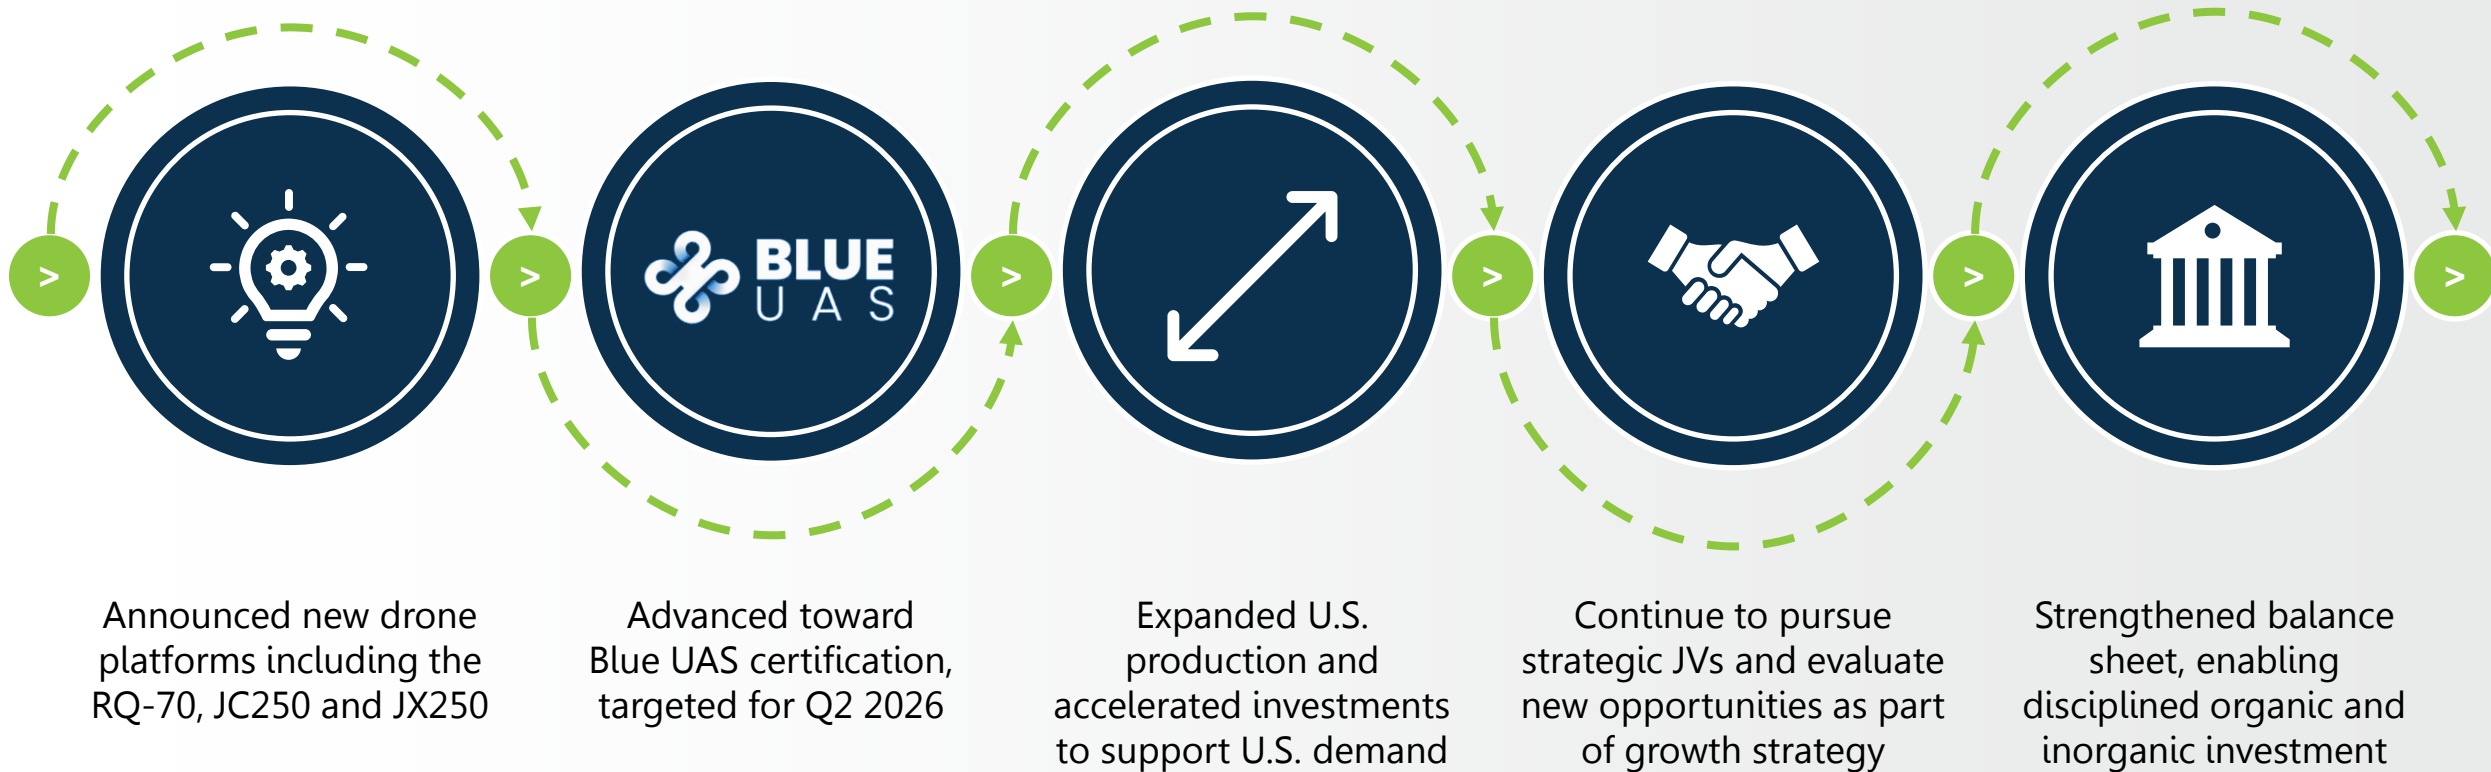 >
>
>
>
>
>
BLUE
UAS
Announced new drone
platforms including the
RQ-70, JC250 and JX250
Advanced toward
Blue UAS certification,
targeted for Q2 2026
Expanded U.S.
production and
accelerated investments
to support U.S. demand
Continue to pursue
strategic JVs and evaluate
new opportunities as part
of growth strategy
Strengthened balance
sheet, enabling
disciplined organic and
inorganic investment